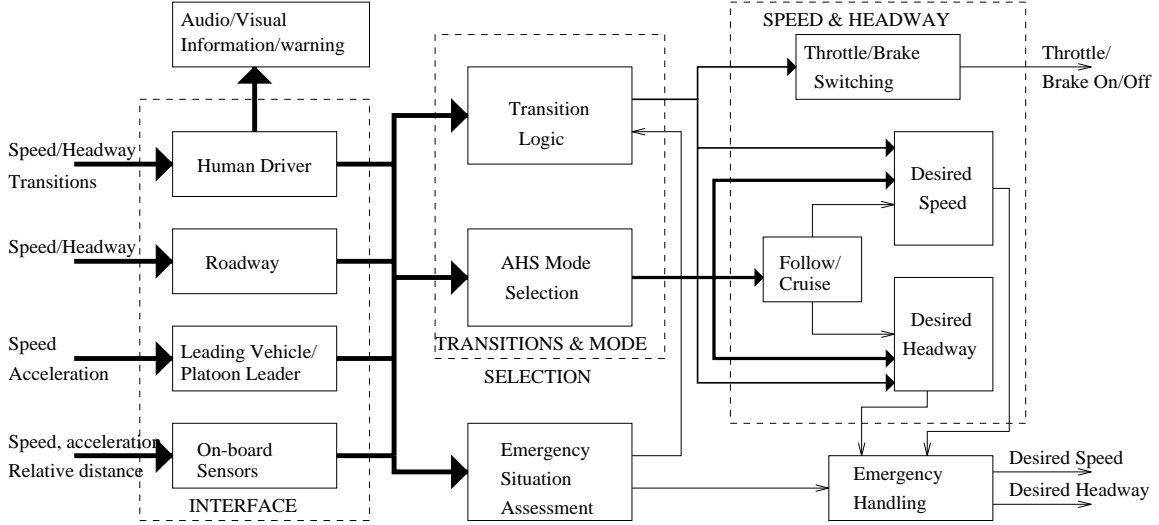 Audio/Visual
Information/warning
SPEED & HEADWAY
Throttle/Brake
Switching
Throttle/
Brake On/Off
Speed/Headway
Transitions
Human Driver
Transition
Logic
Desired
Speed
Speed/Headway
Roadway
AHS Mode
Selection
Follow/
Cruise
Desired
Headway
Speed
Acceleration
Leading Vehicle/
Platoon Leader
TRANSITIONS & MODE
SELECTION
Speed, acceleration
Relative distance
On-board
Sensors
INTERFACE
Emergency
Situation
Assessment
Emergency
Handling
Desired Speed
Desired Headway